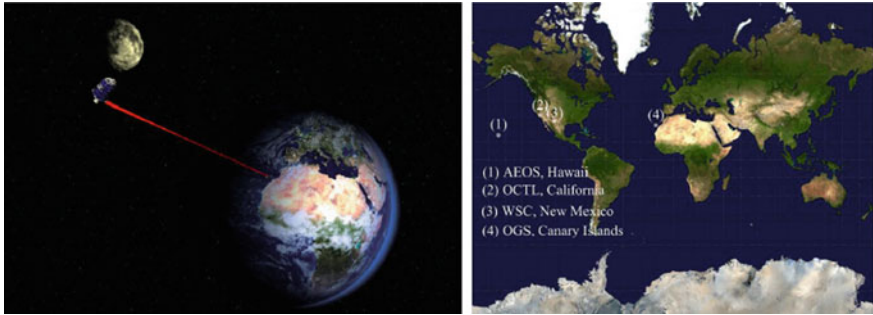 (1)
(2)
(3)
(4)
(1) AEOS, Hawaii
(2) OCTL, California
(3) WSC, New Mexico
(4) OGS, Canary Islands